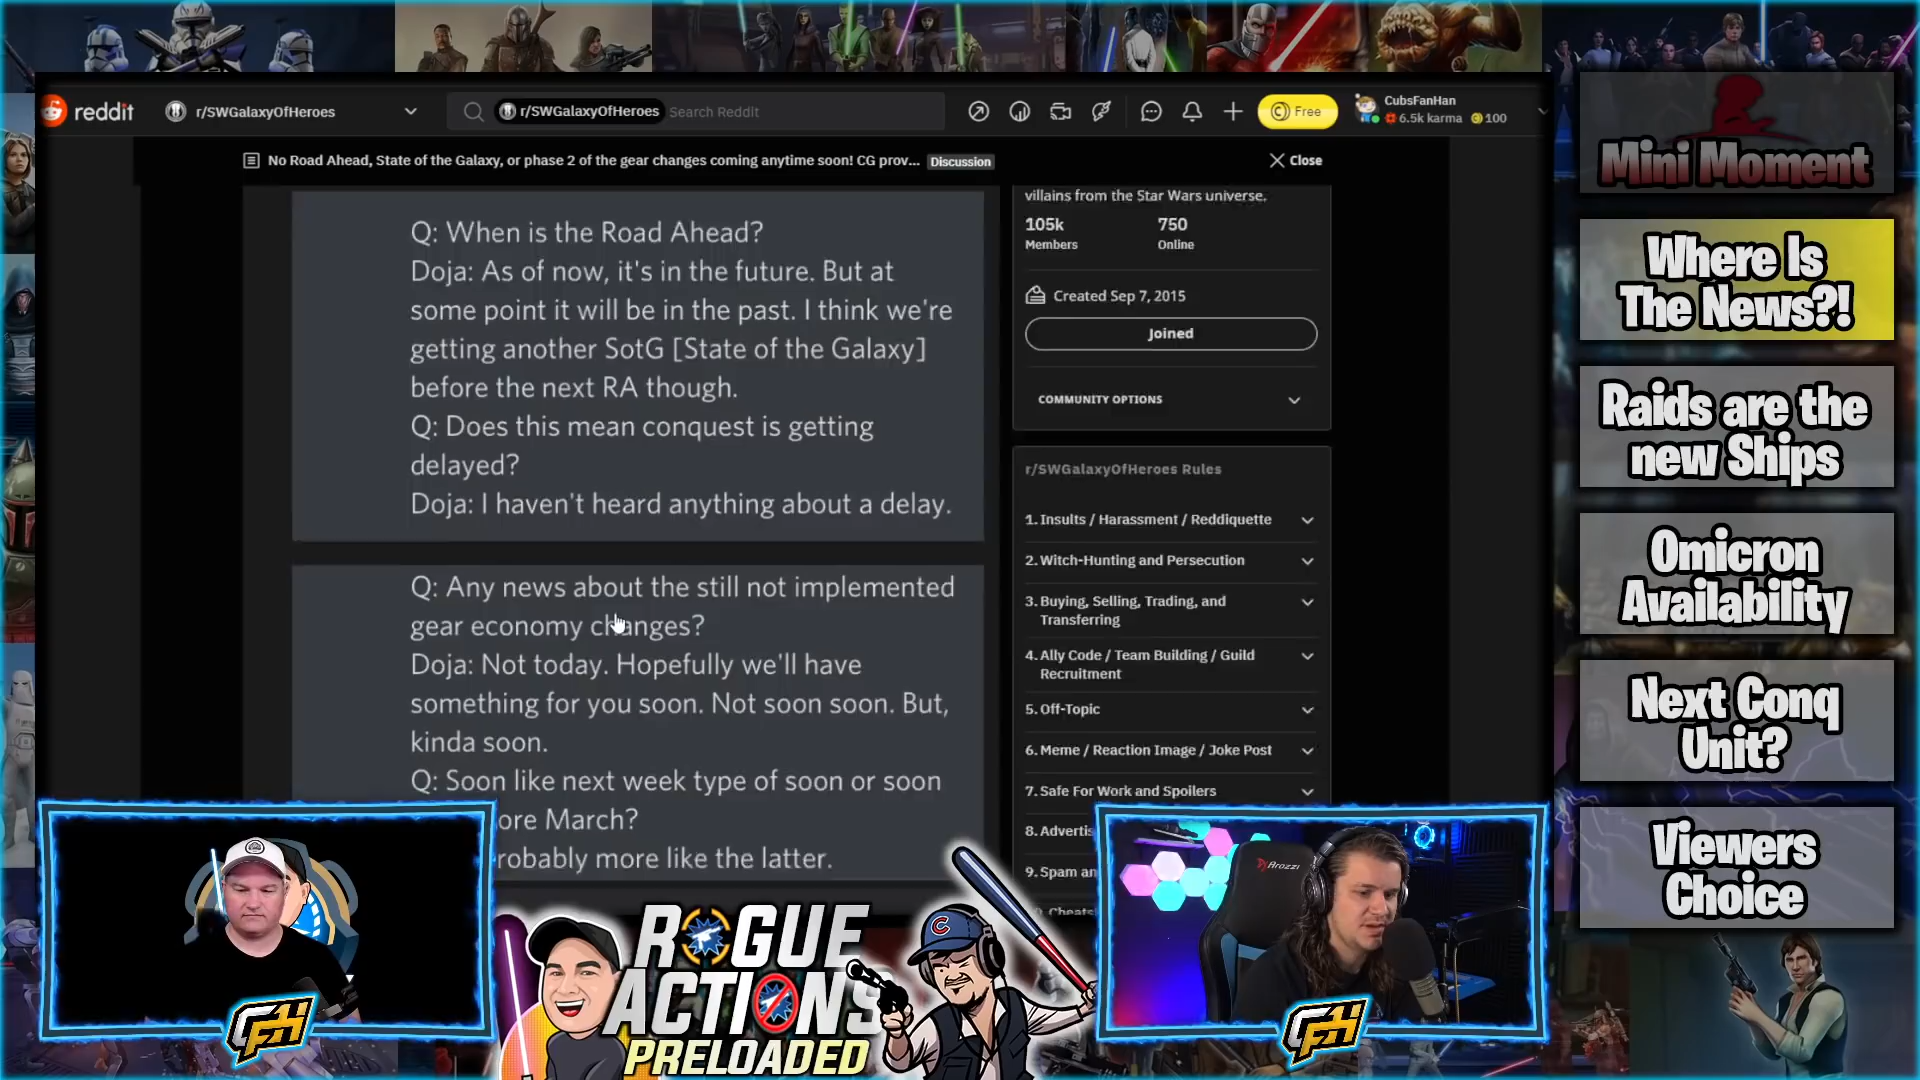 reddit
r/SWGalaxyOfHeroes
r/SWGalaxyOfHeroes Search Reddit
Free
CubsFanHan
6.5k karma 100
No Road Ahead, State of the Galaxy, or phase 2 of the gear changes coming anytime soon! CG prov... Discussion
Close
Q: When is the Road Ahead?
Doja: As of now, it's in the future. But at
some point it will be in the past. I think we're
getting another SotG [State of the Galaxy]
before the next RA though.
Q: Does this mean conquest is getting
delayed?
Doja: I haven't heard anything about a delay.
Q: Any news about the still not implemented
gear economy changes?
Doja: Not today. Hopefully we'll have
something for you soon. Not soon soon. But,
kinda soon.
Q: Soon like next week type of soon or soon
ore March?
robably more like the latter.
villains from the Star Wars universe.
105k 750
Members Online
Created Sep 7, 2015
Joined
COMMUNITY OPTIONS
r/SWGalaxyOfHeroes Rules
1. Insults / Harassment / Reddiquette
2. Witch-Hunting and Persecution
3. Buying, Selling, Trading, and
Transferring
4. Ally Code / Team Building / Guild
Recruitment
5. Off-Topic
6. Meme / Reaction Image / Joke Post
7. Safe For Work and Spoilers
8. Advertis
9. Spam an
Cheats
Mini Moment
Where Is
The News?!
Raids are the
new Ships
Omicron
Availability
Next Conq
Unit?
Viewers
Choice
Arozzi
CFH
C
ROGUE
ACTIONS
PRELOADED
CFH